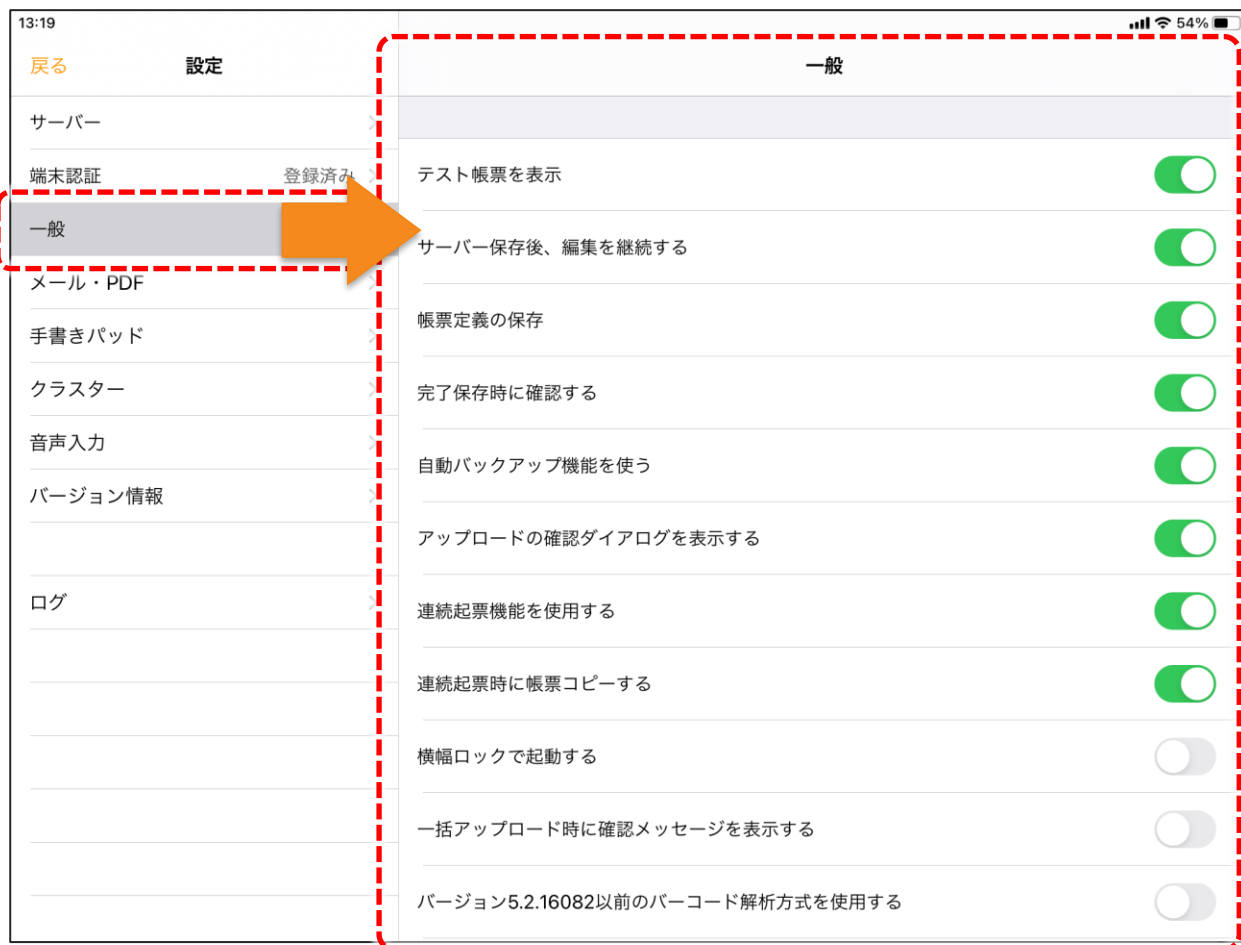 13:19
54%
戻る
設定
一般
サーバー
端末認証
登録済み
一般
メール・PDF
手書きパッド
クラスター
音声入力
バージョン情報
ログ
テスト帳票を表示
サーバー保存後、編集を継続する
帳票定義の保存
完了保存時に確認する
自動バックアップ機能を使う
アップロードの確認ダイアログを表示する
連続起票機能を使用する
連続起票時に帳票コピーする
横幅ロックで起動する
一括アップロード時に確認メッセージを表示する
バージョン5.2.16082以前のバーコード解析方式を使用する